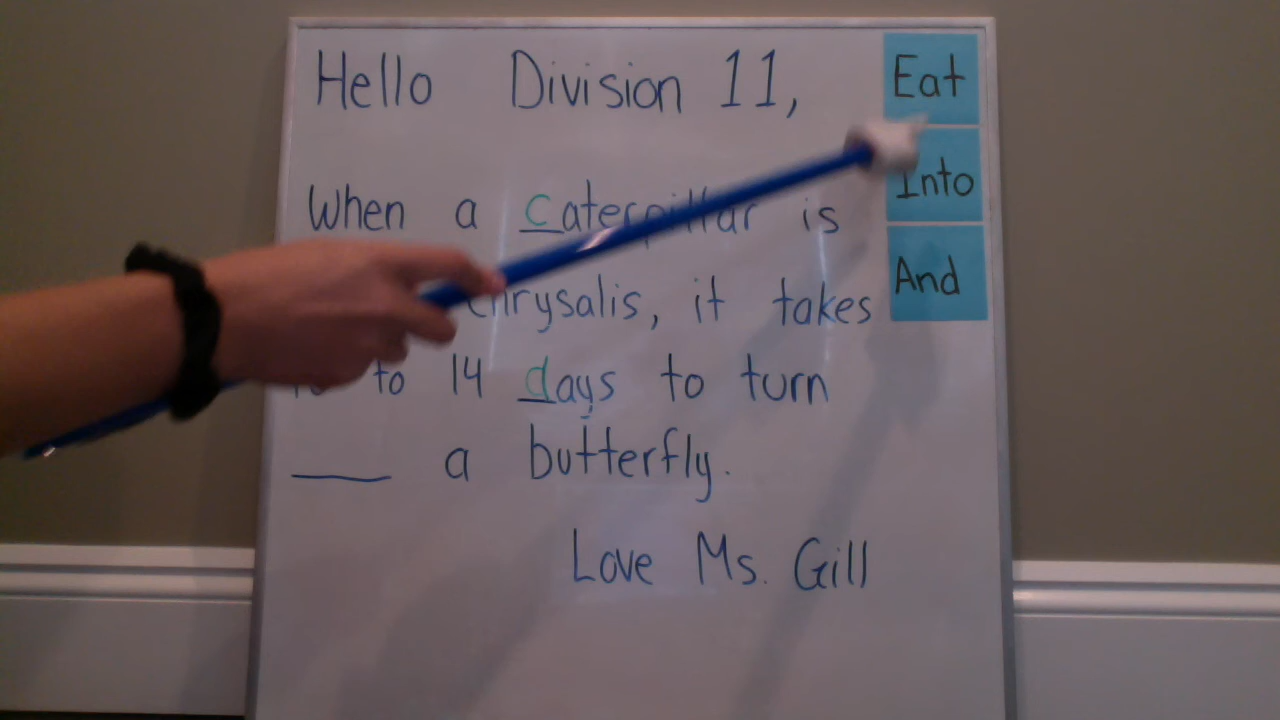 Hello Division 11,
When a caterpillar is
chrysalis, it takes
to 14 days to turn
____ a butterfly.
Love Ms. Gill
Eat
Into
And